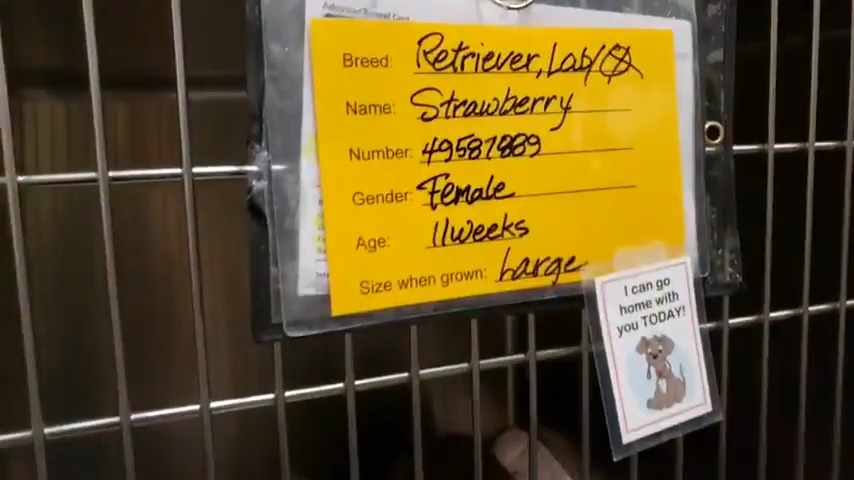 Breed: Retriever, Lab/
Name: Strawberry
Number: 49587889
Gender: Female
Age: 11weeks
Size when grown: Large
I can go
home with
you TODAY!